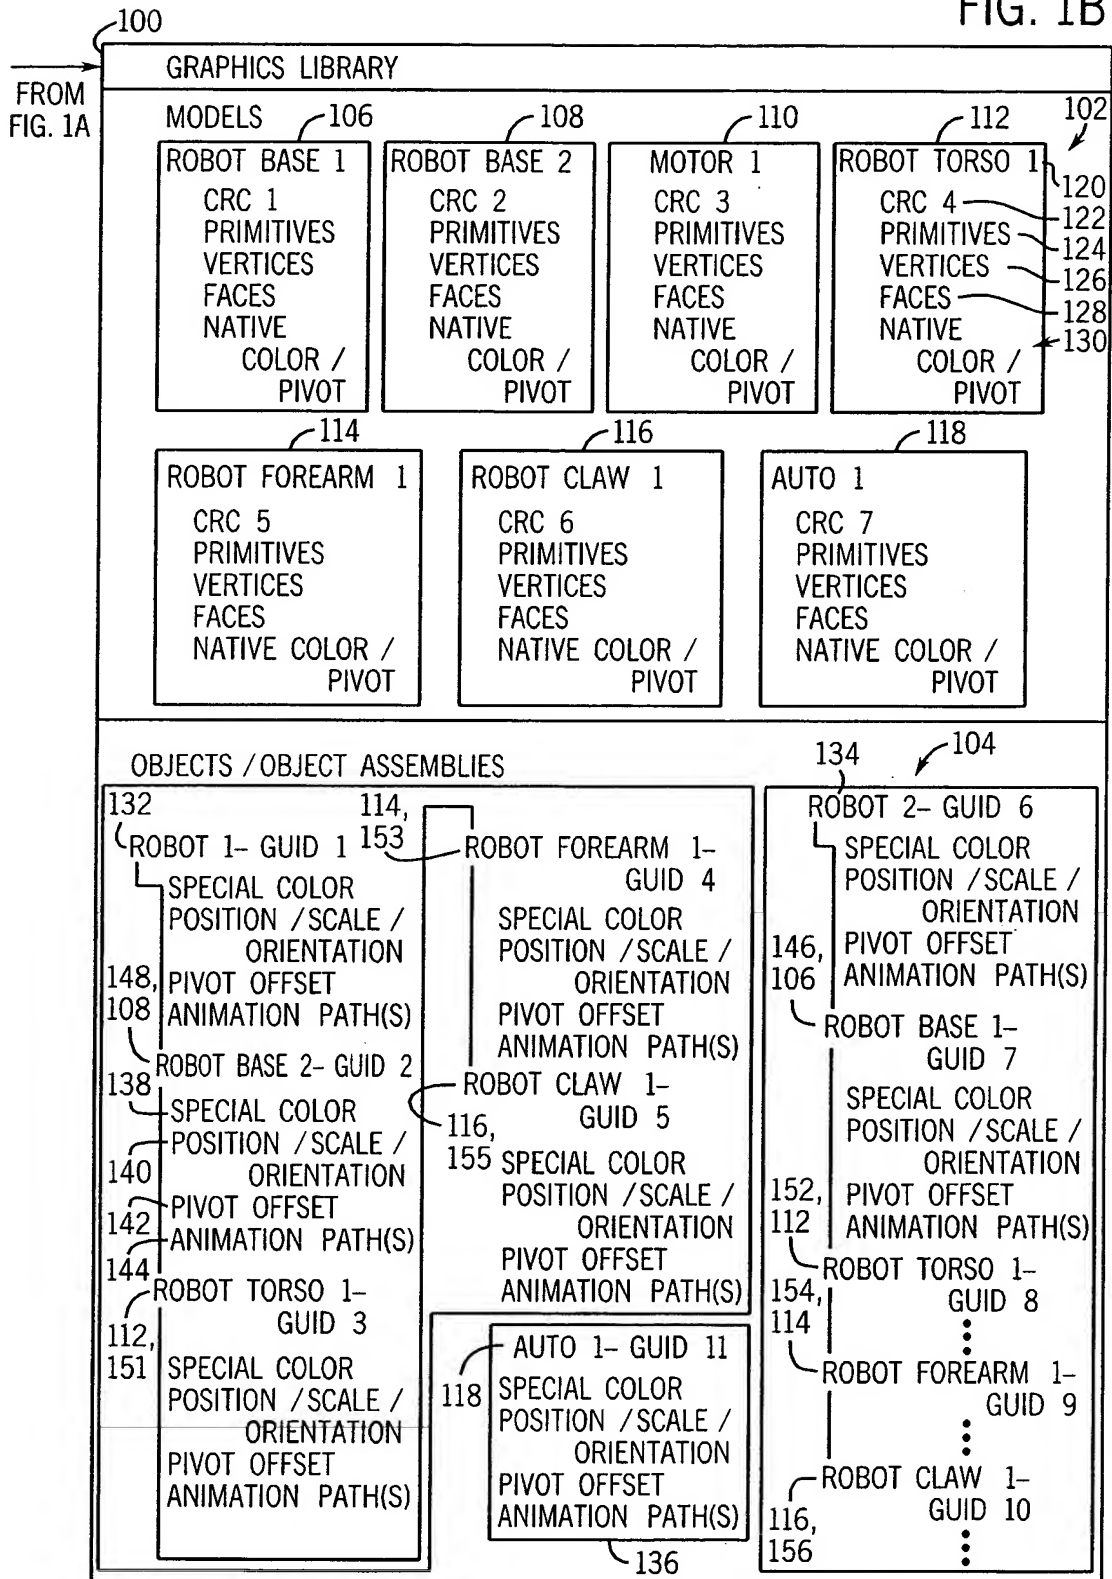 FIG. 1B
100
FROM
FIG. 1A
GRAPHICS LIBRARY
MODELS
102
106
ROBOT BASE 1
CRC 1
PRIMITIVES
VERTICES
FACES
NATIVE
COLOR /
PIVOT
108
ROBOT BASE 2
CRC 2
PRIMITIVES
VERTICES
FACES
NATIVE
COLOR /
PIVOT
110
MOTOR 1
CRC 3
PRIMITIVES
VERTICES
FACES
NATIVE
COLOR /
PIVOT
112
ROBOT TORSO 1
120
CRC 4
122
PRIMITIVES
124
VERTICES
126
FACES
128
NATIVE
130
COLOR /
PIVOT
114
ROBOT FOREARM 1
CRC 5
PRIMITIVES
VERTICES
FACES
NATIVE COLOR /
PIVOT
116
ROBOT CLAW 1
CRC 6
PRIMITIVES
VERTICES
FACES
NATIVE COLOR /
PIVOT
118
AUTO 1
CRC 7
PRIMITIVES
VERTICES
FACES
NATIVE COLOR /
PIVOT
OBJECTS / OBJECT ASSEMBLIES
104
132
ROBOT 1– GUID 1
SPECIAL COLOR
POSITION / SCALE /
ORIENTATION
PIVOT OFFSET
ANIMATION PATH(S)
148,
108
ROBOT BASE 2– GUID 2
138
SPECIAL COLOR
POSITION / SCALE /
ORIENTATION
140
PIVOT OFFSET
142
ANIMATION PATH(S)
144
ROBOT TORSO 1–
GUID 3
112,
151
SPECIAL COLOR
POSITION / SCALE /
ORIENTATION
PIVOT OFFSET
ANIMATION PATH(S)
114,
153
ROBOT FOREARM 1–
GUID 4
SPECIAL COLOR
POSITION / SCALE /
ORIENTATION
PIVOT OFFSET
ANIMATION PATH(S)
ROBOT CLAW 1–
GUID 5
116,
155
SPECIAL COLOR
POSITION / SCALE /
ORIENTATION
PIVOT OFFSET
ANIMATION PATH(S)
AUTO 1– GUID 11
118
SPECIAL COLOR
POSITION / SCALE /
ORIENTATION
PIVOT OFFSET
ANIMATION PATH(S)
136
134
ROBOT 2– GUID 6
SPECIAL COLOR
POSITION / SCALE /
ORIENTATION
PIVOT OFFSET
ANIMATION PATH(S)
146,
106
ROBOT BASE 1–
GUID 7
SPECIAL COLOR
POSITION / SCALE /
ORIENTATION
PIVOT OFFSET
ANIMATION PATH(S)
152,
112
ROBOT TORSO 1–
GUID 8
154,
114
ROBOT FOREARM 1–
GUID 9
ROBOT CLAW 1–
GUID 10
116,
156